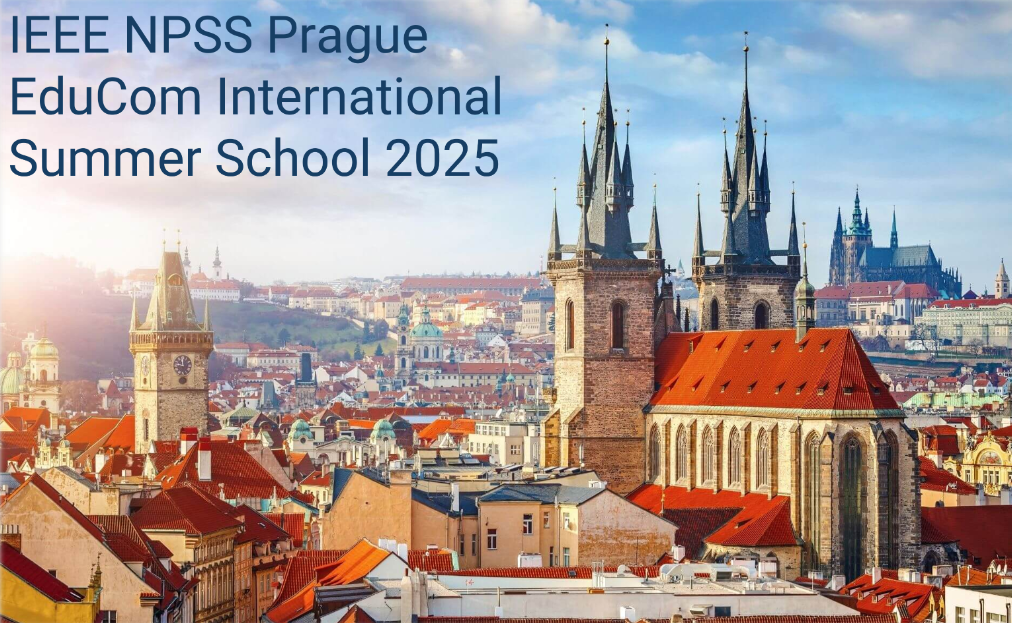 IEEE NPSS Prague
EduCom International
Summer School 2025